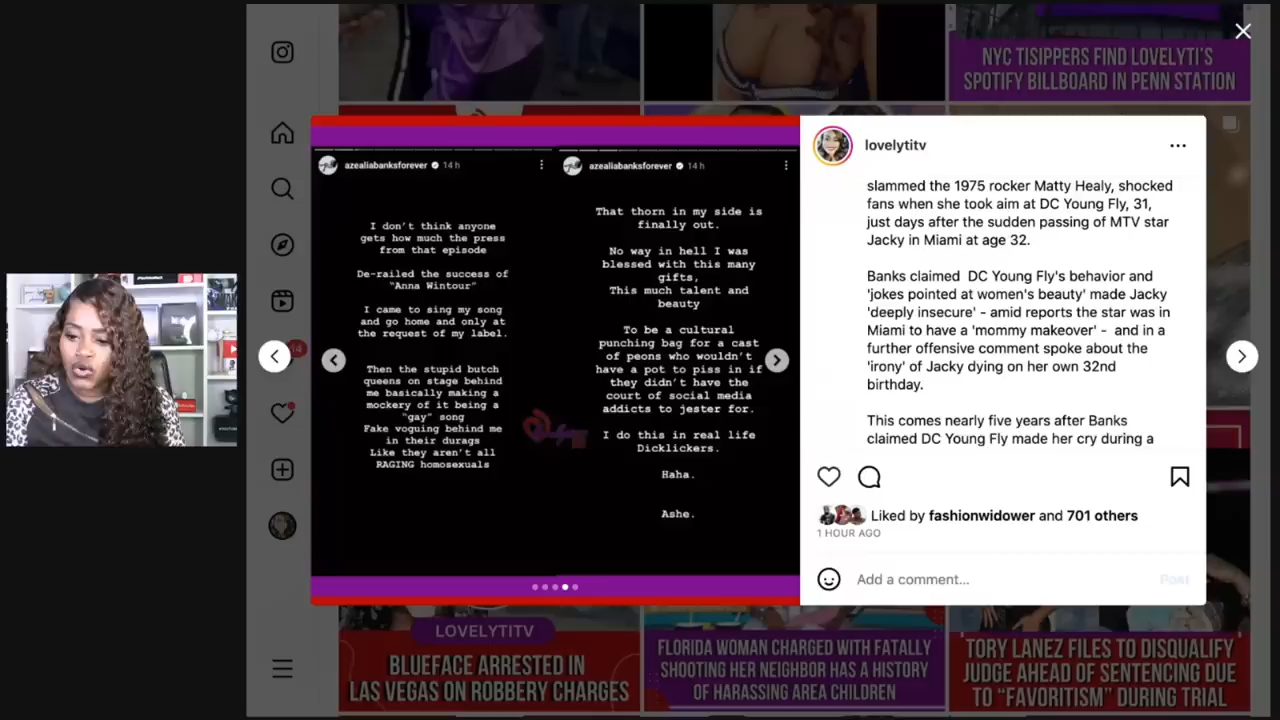 NYC TISIPPERS FIND LOVELYTI'S
SPOTIFY BILLBOARD IN PENN STATION
azealiabanksforever 14 h
I don't think anyone
gets how much the press
from that episode
De-railed the success of
"Anna Wintour"
I came to sing my song
and go home and only at
the request of my label.
Then the stupid butch
queens on stage behind
me basically making a
mockery of it being a
"gay" song
Fake voguing behind me
in their durags
Like they aren't all
RAGING homosexuals
azealiabanksforever 14 h
That thorn in my side is
finally out.
No way in hell I was
blessed with this many
gifts,
This much talent and
beauty
To be a cultural
punching bag for a cast
of peons who wouldn't
have a pot to piss in if
they didn't have the
court of social media
addicts to jester for.
I do this in real life
Dicklickers.
Haha.
Ashe.
lovelytitv
slammed the 1975 rocker Matty Healy, shocked
fans when she took aim at DC Young Fly, 31,
just days after the sudden passing of MTV star
Jacky in Miami at age 32.
Banks claimed DC Young Fly's behavior and
'jokes pointed at women's beauty' made Jacky
'deeply insecure' - amid reports the star was in
Miami to have a 'mommy makeover' - and in a
further offensive comment spoke about the
'irony' of Jacky dying on her own 32nd
birthday.
This comes nearly five years after Banks
claimed DC Young Fly made her cry during a
Liked by fashionwidower and 701 others
1 HOUR AGO
Add a comment...
Post
LOVELYTITV
BLUEFACE ARRESTED IN
LAS VEGAS ON ROBBERY CHARGES
FLORIDA WOMAN CHARGED WITH FATALLY
SHOOTING HER NEIGHBOR HAS A HISTORY
OF HARASSING AREA CHILDREN
TORY LANEZ FILES TO DISQUALIFY
JUDGE AHEAD OF SENTENCING DUE
TO "FAVORITISM" DURING TRIAL